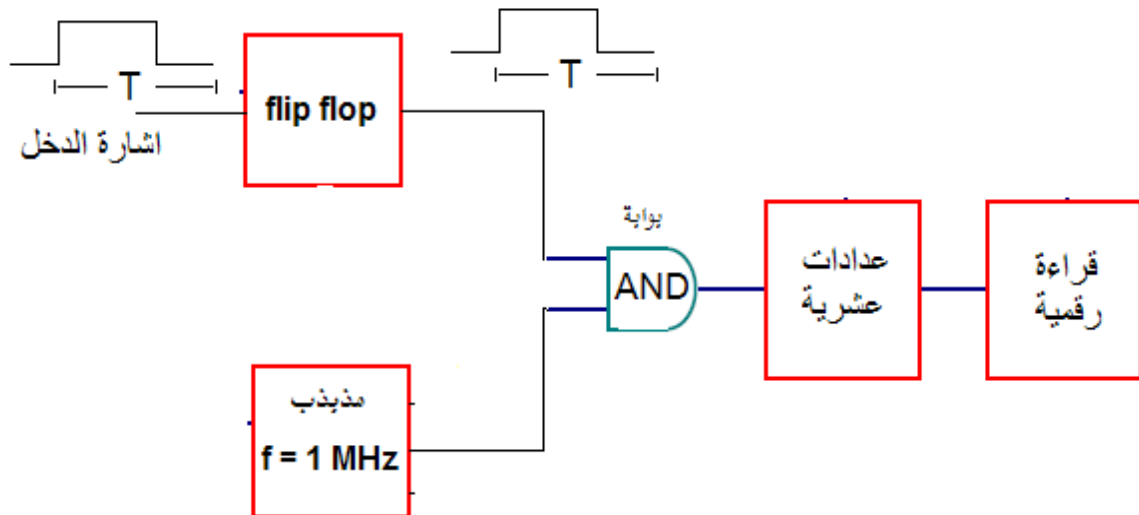 T
T
flip flop
اشارة الدخل
بوابة
AND
عدادات
عشرية
قراءة
رقمية
مذبذب
f = 1 MHz